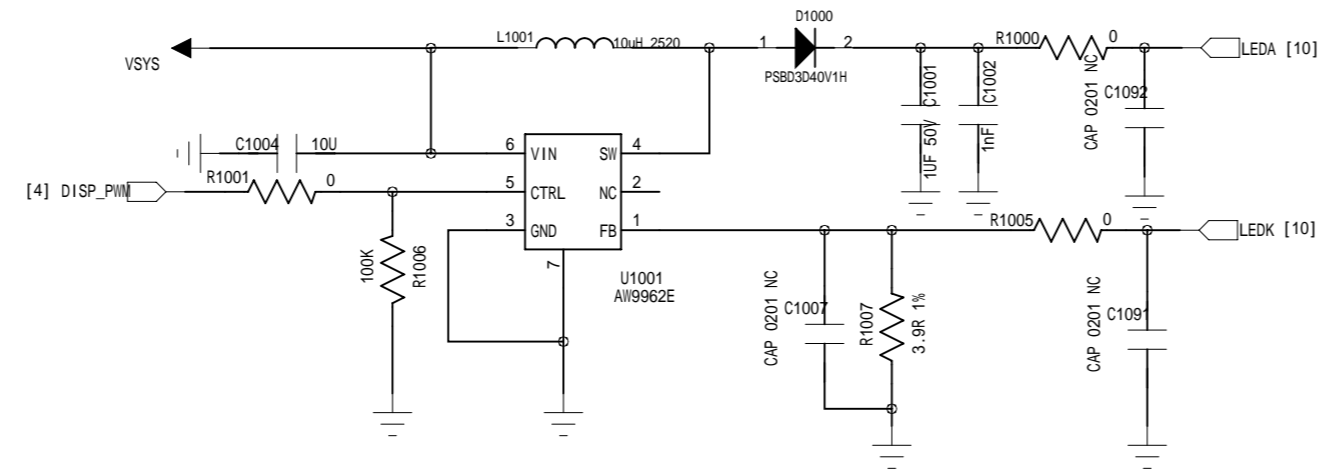 D1000
L1001
10uH 2520
1
2
R1000
0
LEDA [10]
VSYS
PSBD3D40V1H
C1001
1UF 50V
C1002
1nF
CAP 0201 NC
C1092
C1004
10U
6
VIN
SW
4
[4] DISP_PWM
R1001
0
5
CTRL
NC
2
3
GND
FB
1
R1005
0
LEDK [10]
7
100K
R1006
U1001
AW9962E
CAP 0201 NC
C1007
R1007
3.9R 1%
CAP 0201 NC
C1091